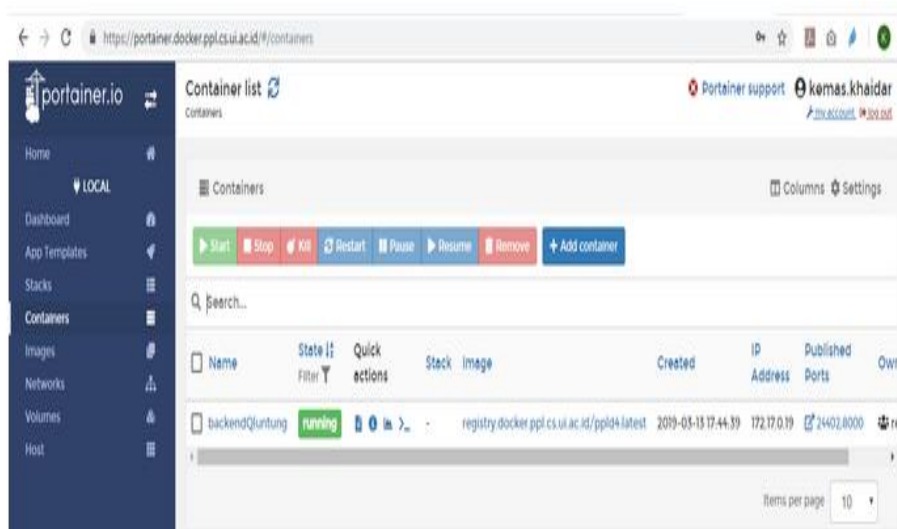 https://portainer.docker.ppl.cs.ui.ac.id/#/containers
portainer.io
Container list
Containers
Portainer support
kemas.khaidar
my account
log out
Home
LOCAL
Dashboard
App Templates
Stacks
Containers
Images
Networks
Volumes
Host
Containers
Columns Settings
Start Stop Kill Restart Pause Resume Remove + Add container
Search...
Name State Filter Quick actions Stack Image Created IP Address Published Ports Own
backendQluntung running - registry.docker.ppl.cs.ui.ac.id/ppld4:latest 2019-03-13 17:44:39 172.17.0.19 24402:8000 re
Items per page 10